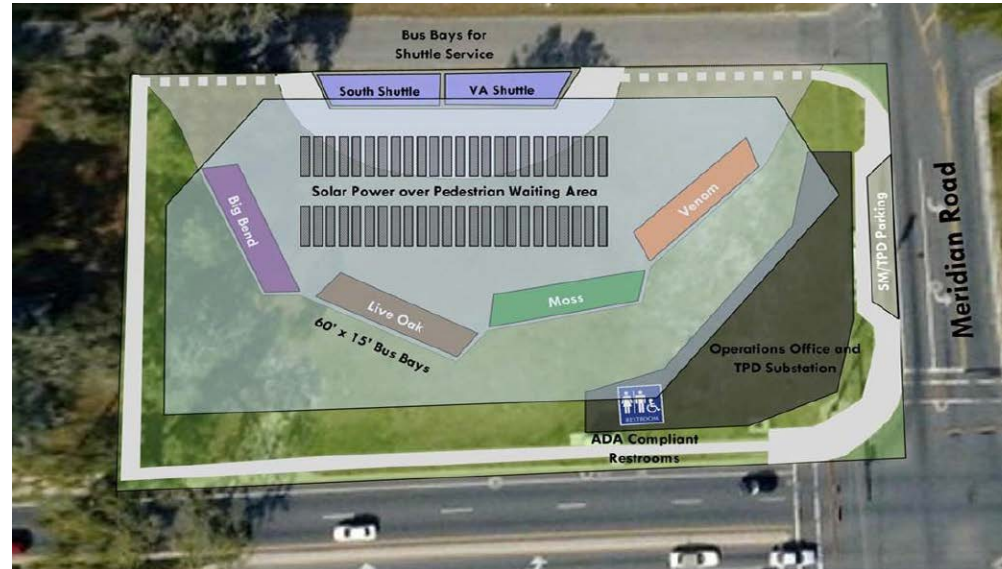 Bus Bays for
Shuttle Service
South Shuttle
VA Shuttle
Solar Power over Pedestrian Waiting Area
Big Bend
Venom
Live Oak
Moss
60' x 15' Bus Bays
SM/TPD Parking
Meridian Road
Operations Office and
TPD Substation
RESTROOM
ADA Compliant
Restrooms